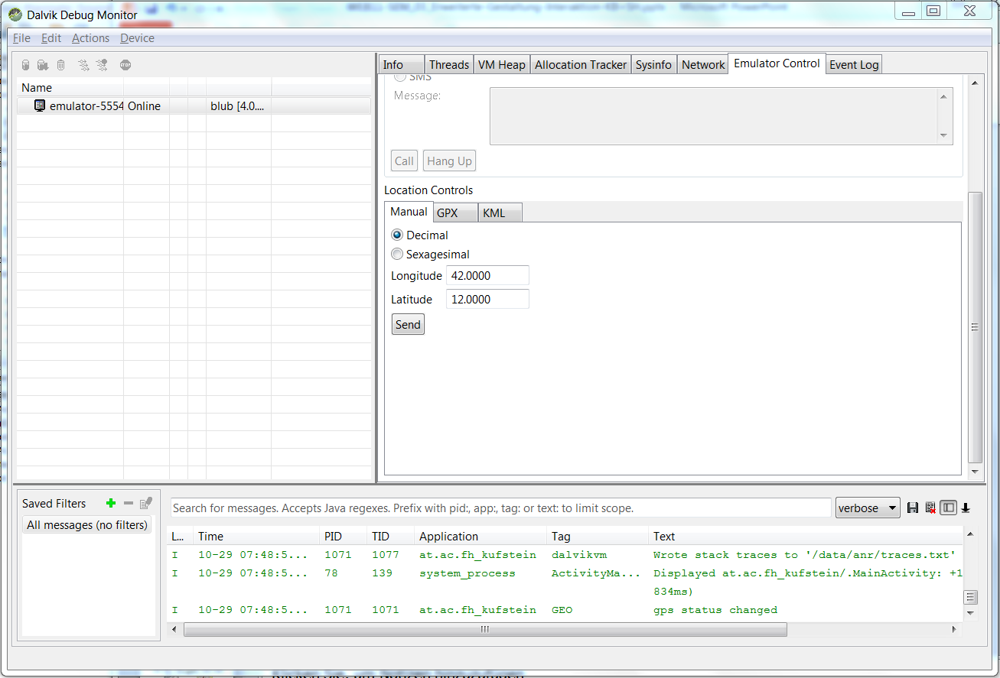 Dalvik Debug Monitor
File Edit Actions Device
Name
emulator-5554 Online blub [4.0....
Info Threads VM Heap Allocation Tracker Sysinfo Network Emulator Control Event Log
SMS
Message:
Call Hang Up
Location Controls
Manual GPX KML
Decimal
Sexagesimal
Longitude 42.0000
Latitude 12.0000
Send
Saved Filters
All messages (no filters)
Search for messages. Accepts Java regexes. Prefix with pid:, app:, tag: or text: to limit scope. verbose
L... Time PID TID Application Tag Text
I 10-29 07:48:5... 1071 1077 at.ac.fh_kufstein dalvikvm Wrote stack traces to '/data/anr/traces.txt'
I 10-29 07:48:5... 78 139 system_process ActivityMa... Displayed at.ac.fh_kufstein/.MainActivity: +1
834ms)
I 10-29 07:48:5... 1071 1071 at.ac.fh_kufstein GEO gps status changed